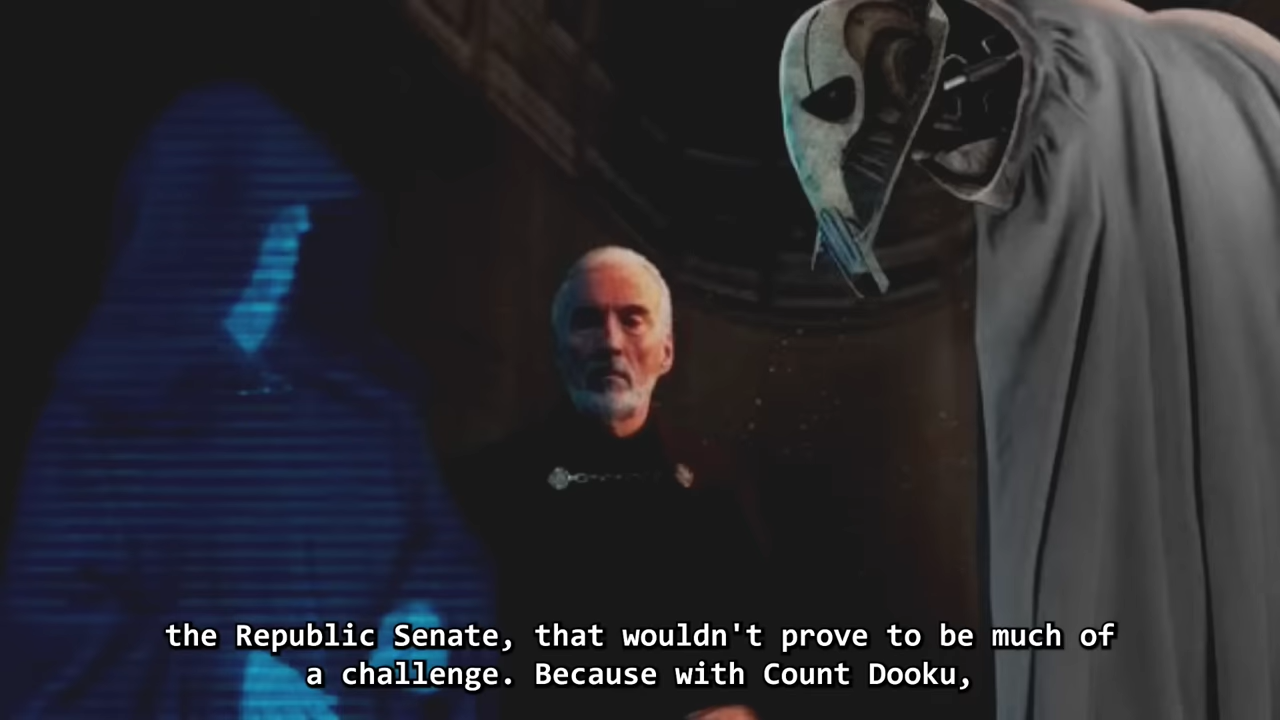 the Republic Senate, that wouldn't prove to be much of
a challenge. Because with Count Dooku,